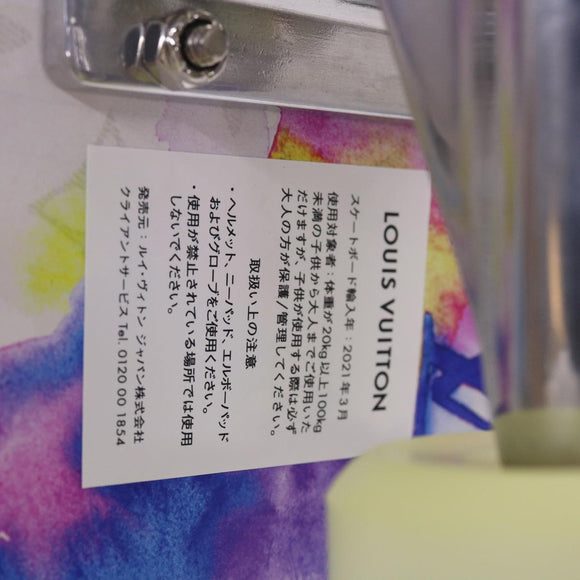 LOUIS VUITTON
スケートボード輸入年：2021年3月
使用対象者：体重が20kg以上100kg
未満の子供から大人までご使用いた
だけますが、子供が使用する際は必ず
大人の方が保護/管理してください。
取扱い上の注意
・ヘルメット、ニーパッド、エルボーパッド
およびグローブをご使用ください。
・使用が禁止されている場所では使用
しないでください。
発売元：ルイ・ヴィトン ジャパン株式会社
クライアントサービス Tel. 0120 00 1854